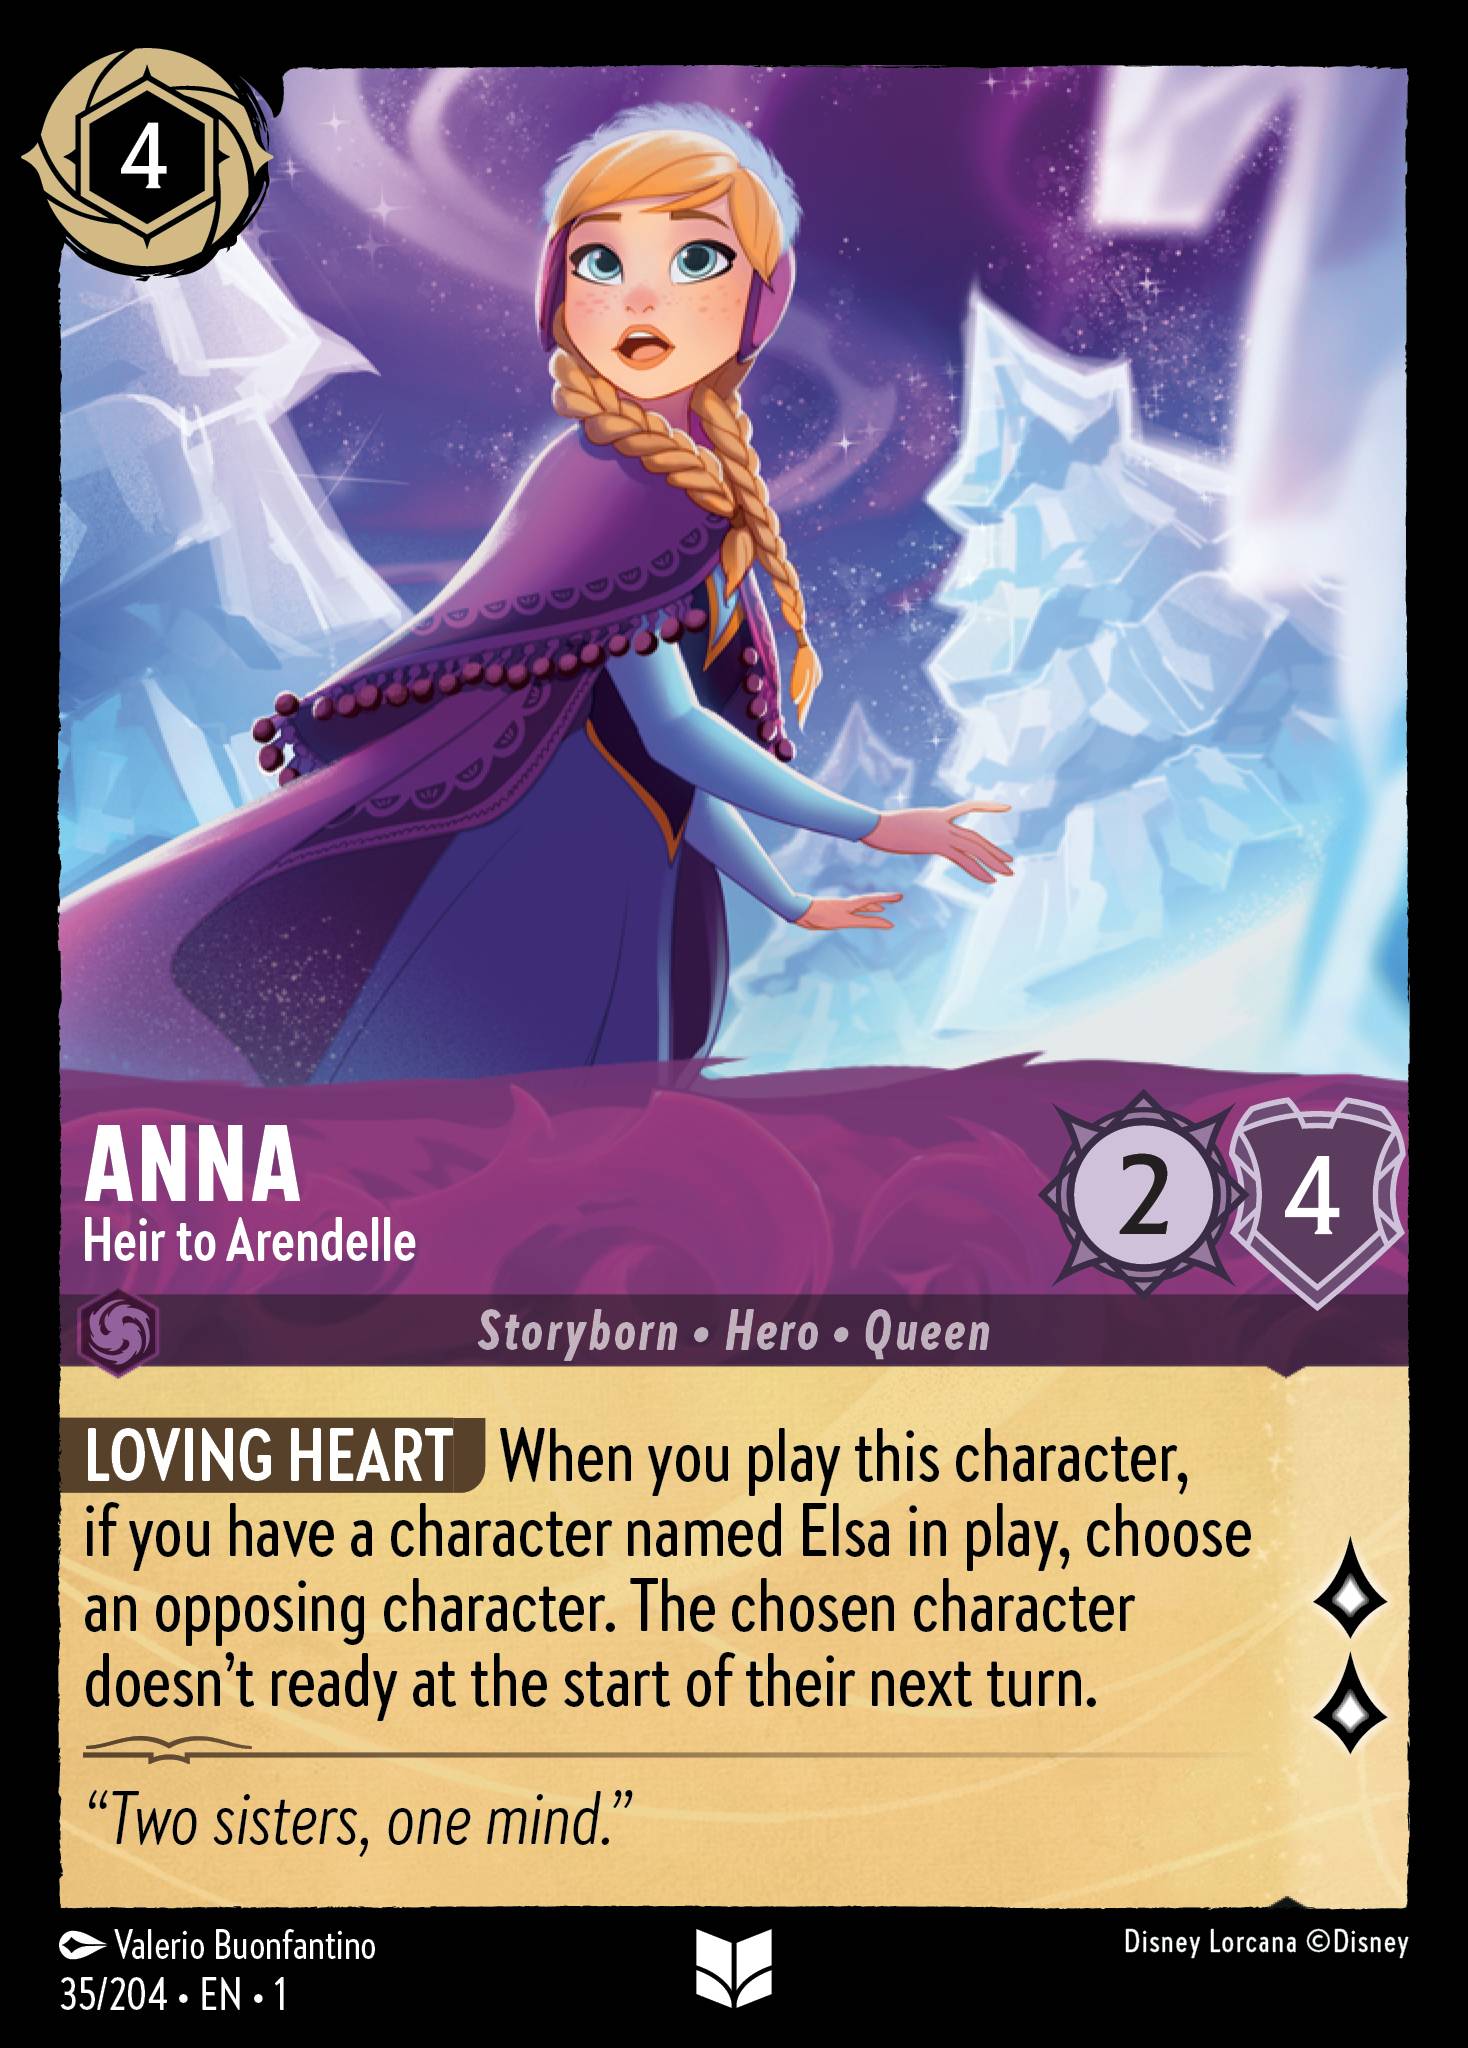 4
ANNA
Heir to Arendelle
2
4
Storyborn • Hero • Queen
LOVING HEART When you play this character,
if you have a character named Elsa in play, choose
an opposing character. The chosen character
doesn’t ready at the start of their next turn.
“Two sisters, one mind.”
Valerio Buonfantino
Disney Lorcana ©Disney
35/204 • EN • 1